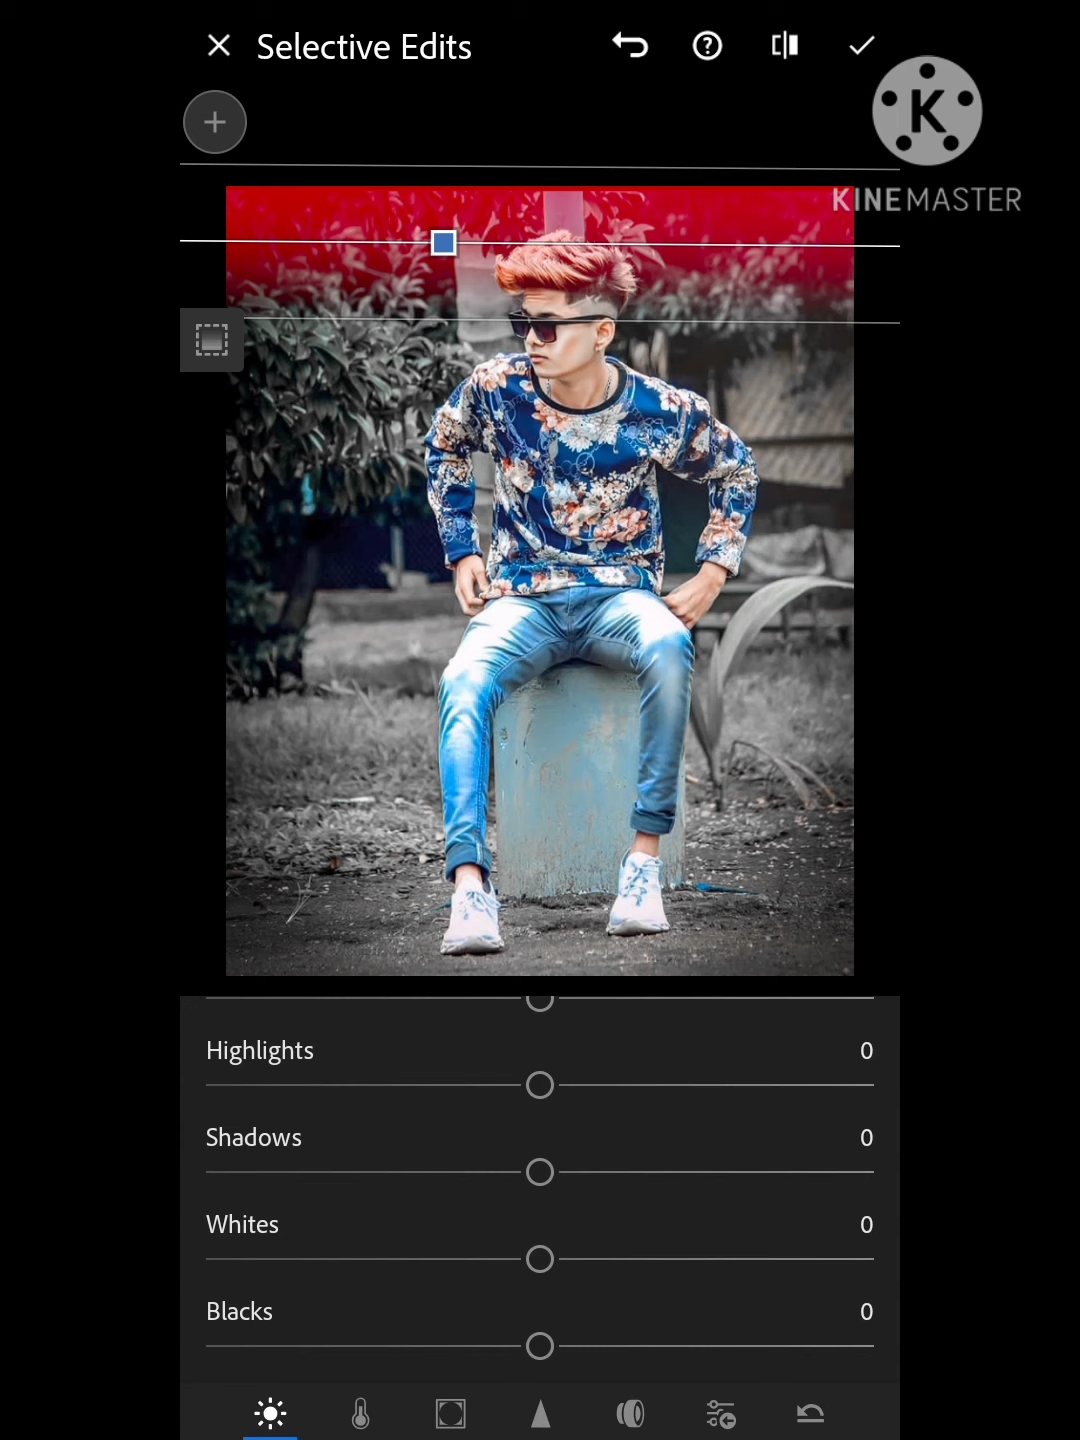 Selective Edits
K
KINEMASTER
Highlights 0
Shadows 0
Whites 0
Blacks 0